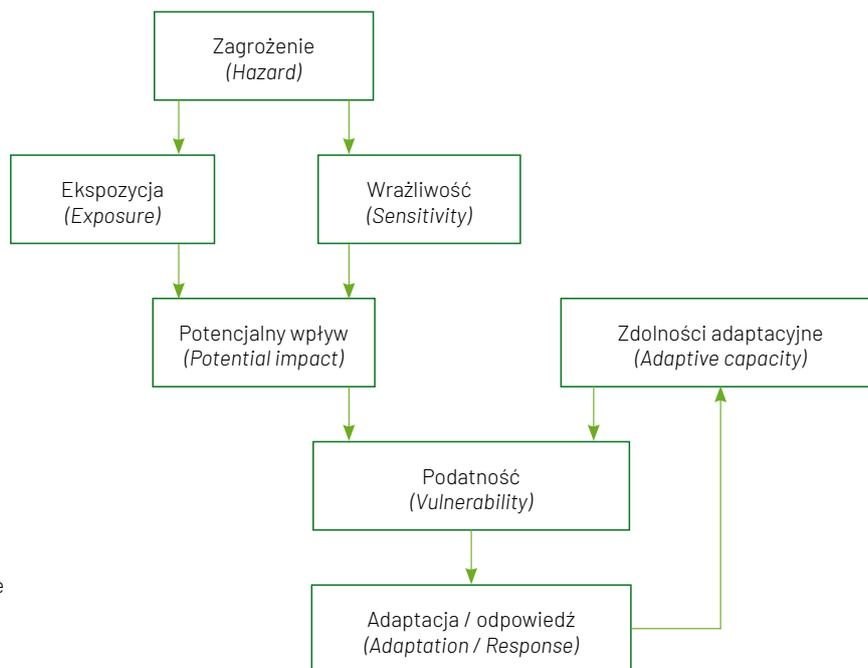 Zagrożenie
(Hazard)
Ekspozycja
(Exposure)
Wrażliwość
(Sensitivity)
Potencjalny wpływ
(Potential impact)
Zdolności adaptacyjne
(Adaptive capacity)
Podatność
(Vulnerability)
e
Adaptacja / odpowiedź
(Adaptation / Response)